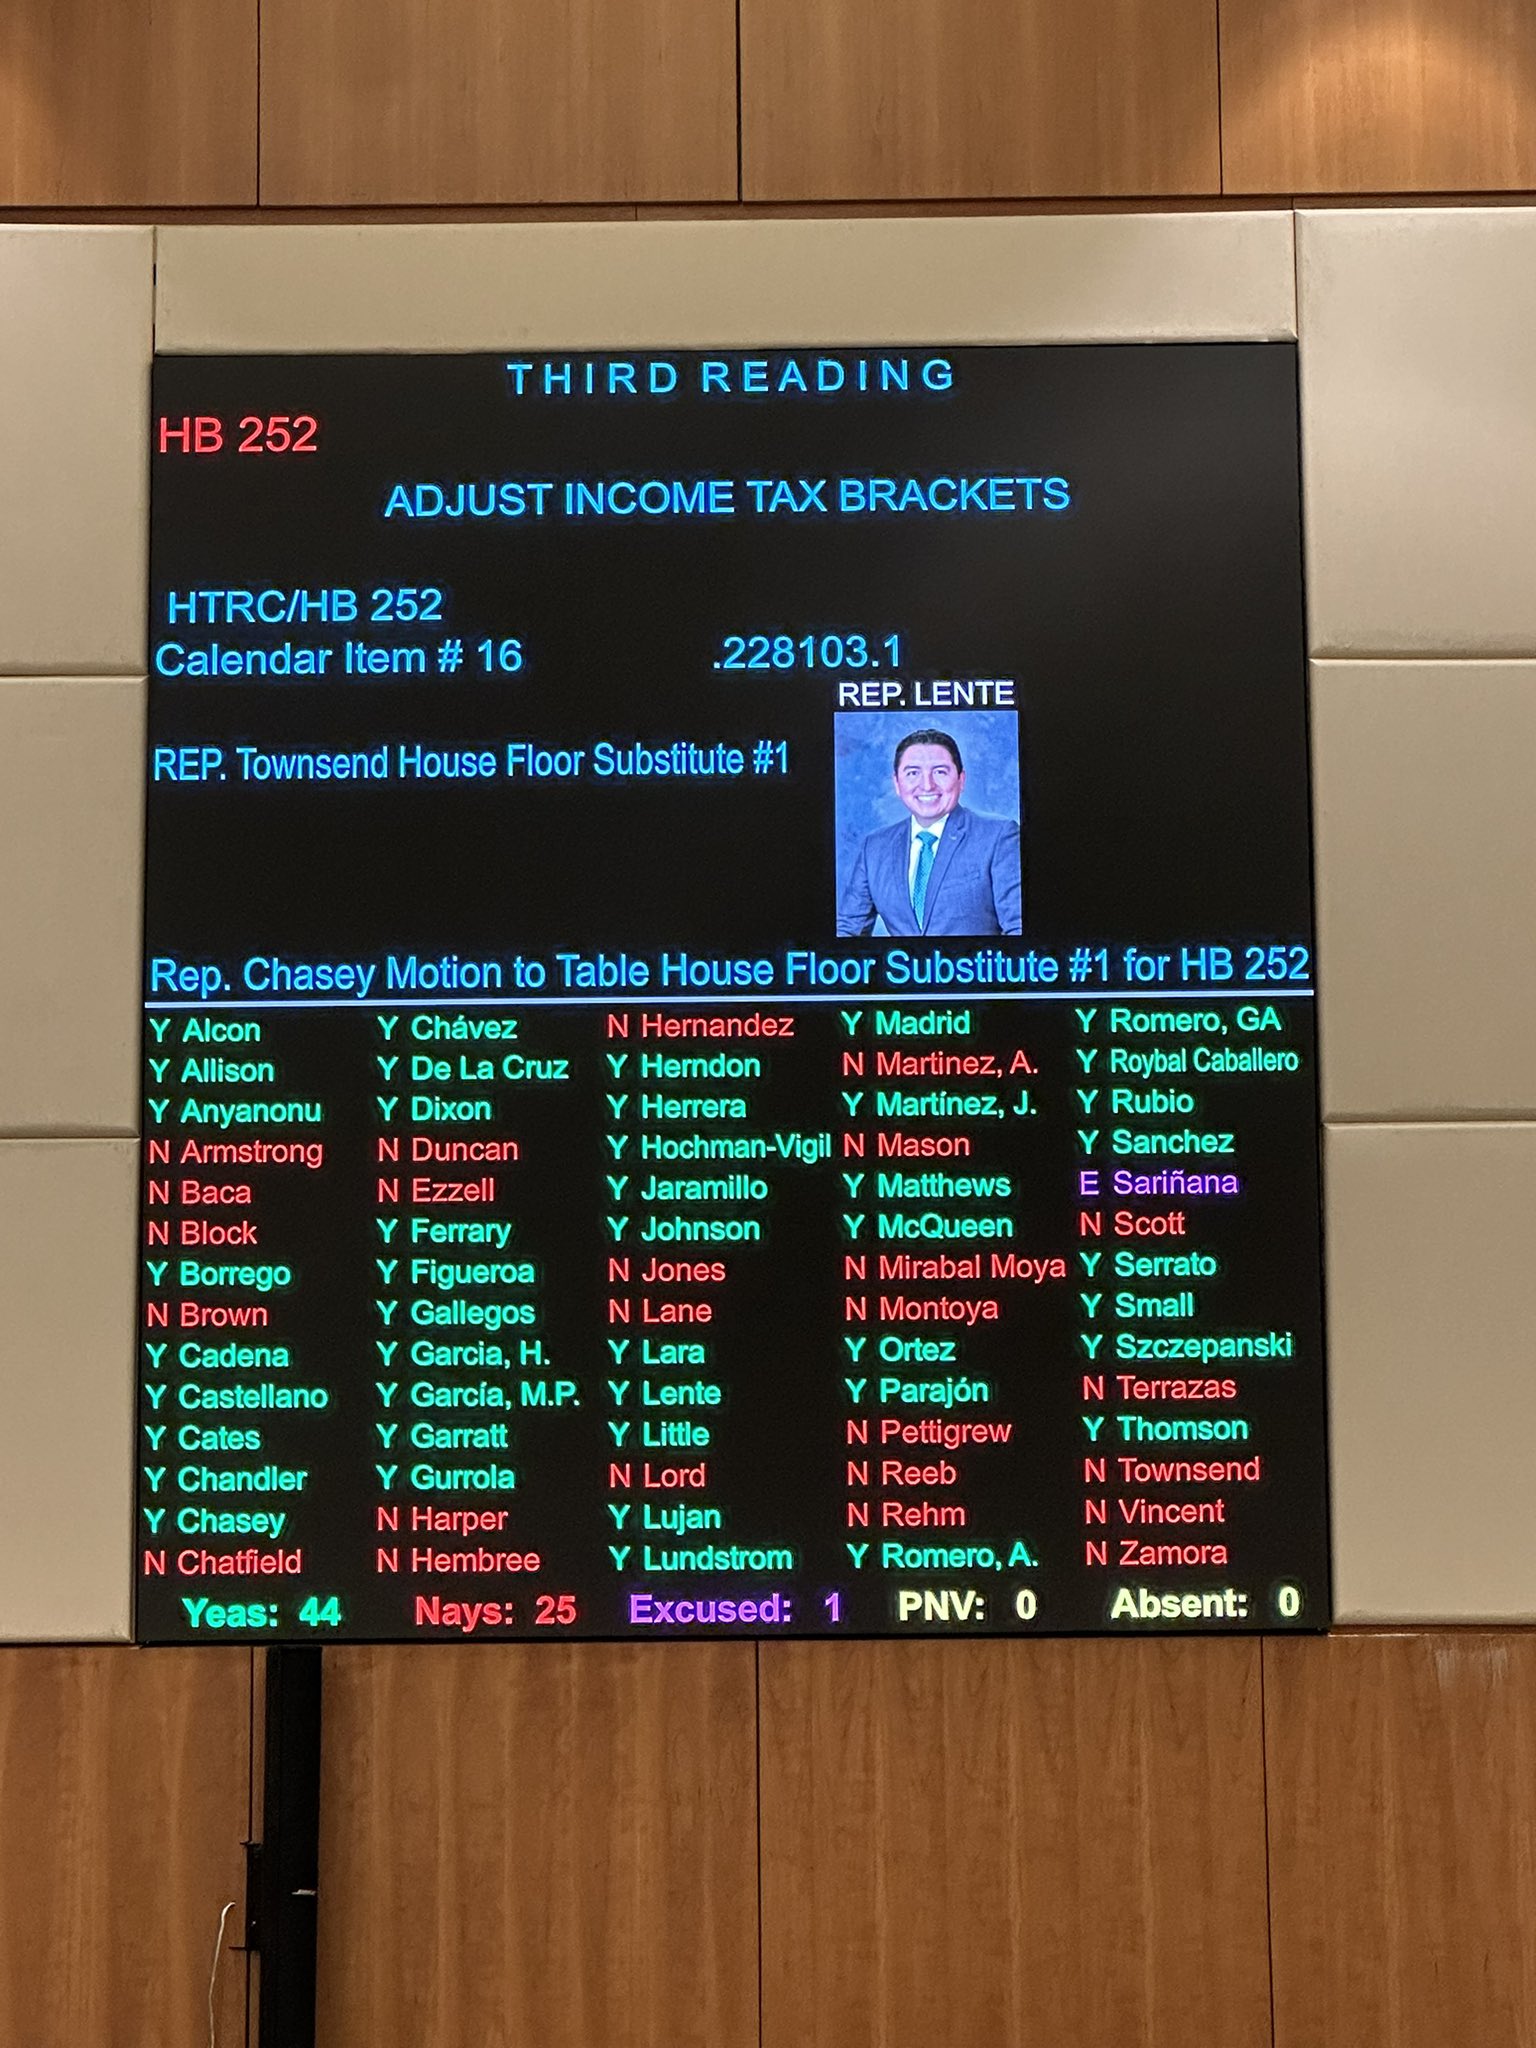 THIRD READING
HB 252
ADJUST INCOME TAX BRACKETS
HTRC/HB 252
Calendar Item # 16 .228103.1
REP. LENTE
REP. Townsend House Floor Substitute #1
Rep. Chasey Motion to Table House Floor Substitute #1 for HB 252
Y Alcon Y Chávez N Hernandez Y Madrid Y Romero, GA
Y Allison Y De La Cruz Y Herndon N Martinez, A. Y Roybal Caballero
Y Anyanonu Y Dixon Y Herrera Y Martínez, J. Y Rubio
N Armstrong N Duncan Y Hochman-Vigil N Mason Y Sanchez
N Baca N Ezzell Y Jaramillo Y Matthews E Sariñana
N Block Y Ferrary Y Johnson Y McQueen N Scott
Y Borrego Y Figueroa N Jones N Mirabal Moya Y Serrato
N Brown Y Gallegos N Lane N Montoya Y Small
Y Cadena Y Garcia, H. Y Lara Y Ortez Y Szczepanski
Y Castellano Y García, M.P. Y Lente Y Parajón N Terrazas
Y Cates Y Garratt Y Little N Pettigrew Y Thomson
Y Chandler Y Gurrola N Lord N Reeb N Townsend
Y Chasey N Harper Y Lujan N Rehm N Vincent
N Chatfield N Hembree Y Lundstrom Y Romero, A. N Zamora
Yeas: 44 Nays: 25 Excused: 1 PNV: 0 Absent: 0